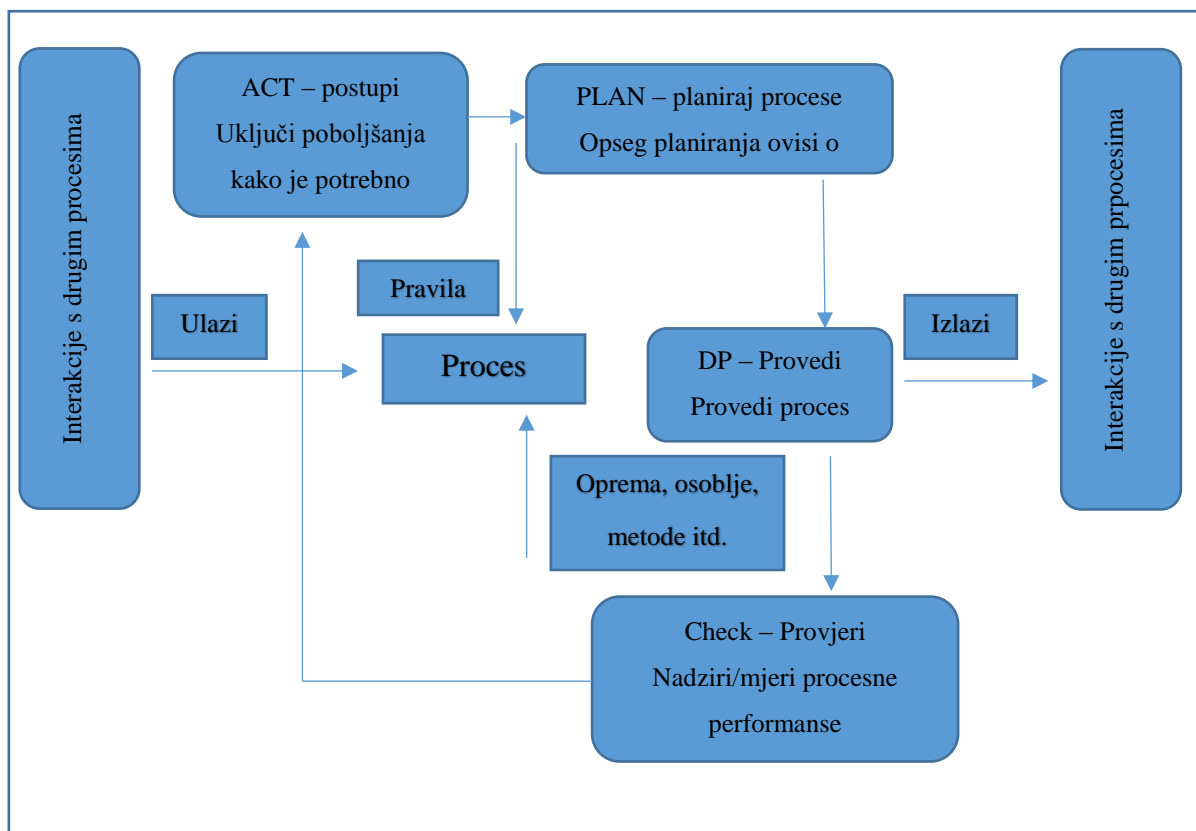 Interakcije s drugim procesima
ACT – postupi
Uključi poboljšanja
kako je potrebno
PLAN – planiraj procese
Opseg planiranja ovisi o
Ulazi
Pravila
Proces
DP – Provedi
Provedi proces
Izlazi
Interakcije s drugim prpocesima
Oprema, osoblje,
metode itd.
Check – Provjeri
Nadziri/mjeri procesne
performanse